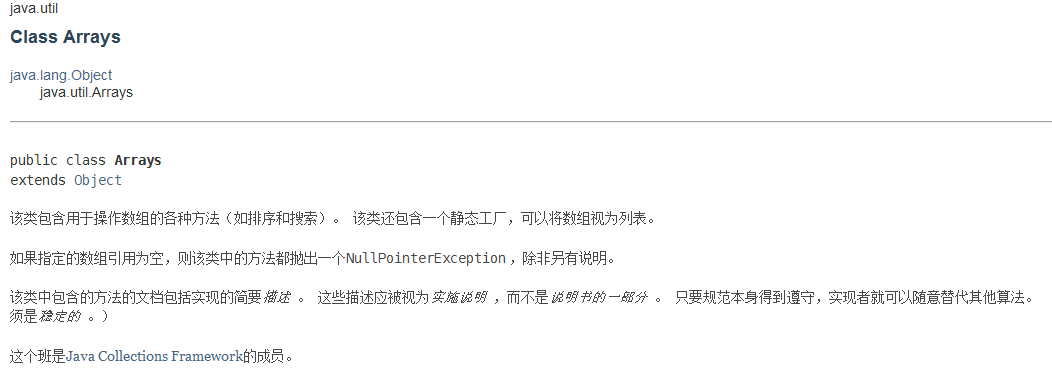 java.util
Class Arrays
java.lang.Object
java.util.Arrays
public class Arrays
extends Object
该类包含用于操作数组的各种方法（如排序和搜索）。 该类还包含一个静态工厂，可以将数组视为列表。
如果指定的数组引用为空，则该类中的方法都抛出一个NullPointerException ，除非另有说明。
该类中包含的方法的文档包括实现的简要描述 。 这些描述应被视为实施说明 ，而不是说明书的一部分 。 只要规范本身得到遵守，实现者就可以随意替代其他算法。
须是稳定的 。）
这个班是Java Collections Framework的成员。